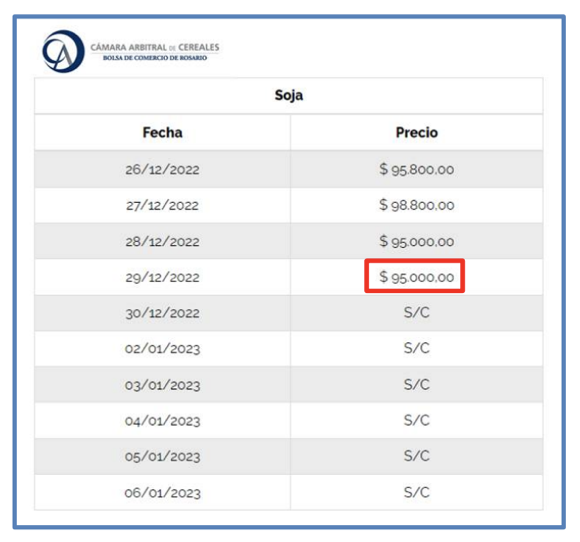 CÁMARA ARBITRAL DE CEREALES
BOLSA DE COMERCIO DE ROSARIO
Soja
Fecha Precio
26/12/2022 $ 95.800,00
27/12/2022 $ 98.800,00
28/12/2022 $ 95.000,00
29/12/2022 $ 95.000,00
30/12/2022 S/C
02/01/2023 S/C
03/01/2023 S/C
04/01/2023 S/C
05/01/2023 S/C
06/01/2023 S/C